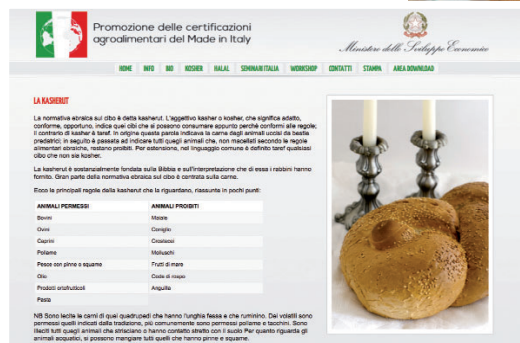 Promozione delle certificazioni
agroalimentari del Made in Italy
Ministero dello Sviluppo Economico
HOME INFO BIO KOSHER HALAL SEMINARI ITALIA WORKSHOP CONTATTI STAMPA AREA DOWNLOAD
LA KASHERUT
La normativa ebraica sul cibo è detta kasherut. L'aggettivo kasher o kosher, che significa adatto,
conforme, opportuno, indica quei cibi che si possono consumare appunto perché conformi alle regole;
il contrario di kasher è taref. In origine questa parola indicava la carne degli animali uccisi da bestie
predatrici; in seguito è passata ad indicare tutti quegli animali che, non macellati secondo le regole
alimentari ebraiche, restano proibiti. Per estensione, nel linguaggio comune è definito taref qualsiasi
cibo che non sia kasher.
La kasherut è sostanzialmente fondata sulla Bibbia e sull'interpretazione che di essa i rabbini hanno
fornito. Gran parte della normativa ebraica sul cibo è centrata sulla carne.
Ecco le principali regole della kasherut che la riguardano, riassunte in pochi punti:
ANIMALI PERMESSI ANIMALI PROIBITI
Bovini Maiale
Ovini Coniglio
Caprini Crostacei
Pollame Molluschi
Pesce con pinne e squame Frutti di mare
Olio Coda di rospo
Prodotti ortofrutticoli Anguilla
Pasta
NB Sono lecite le carni di quei quadrupedi che hanno l'unghia fessa e che ruminino. Dei volatili sono
permessi quelli indicati dalla tradizione, più comunemente sono permessi pollame e tacchini. Sono
illeciti tutti quegli animali che strisciano o hanno contatto stretto con il suolo Per quanto riguarda gli
animali acquatici, si possono mangiare tutti quelli che hanno pinne e squame.